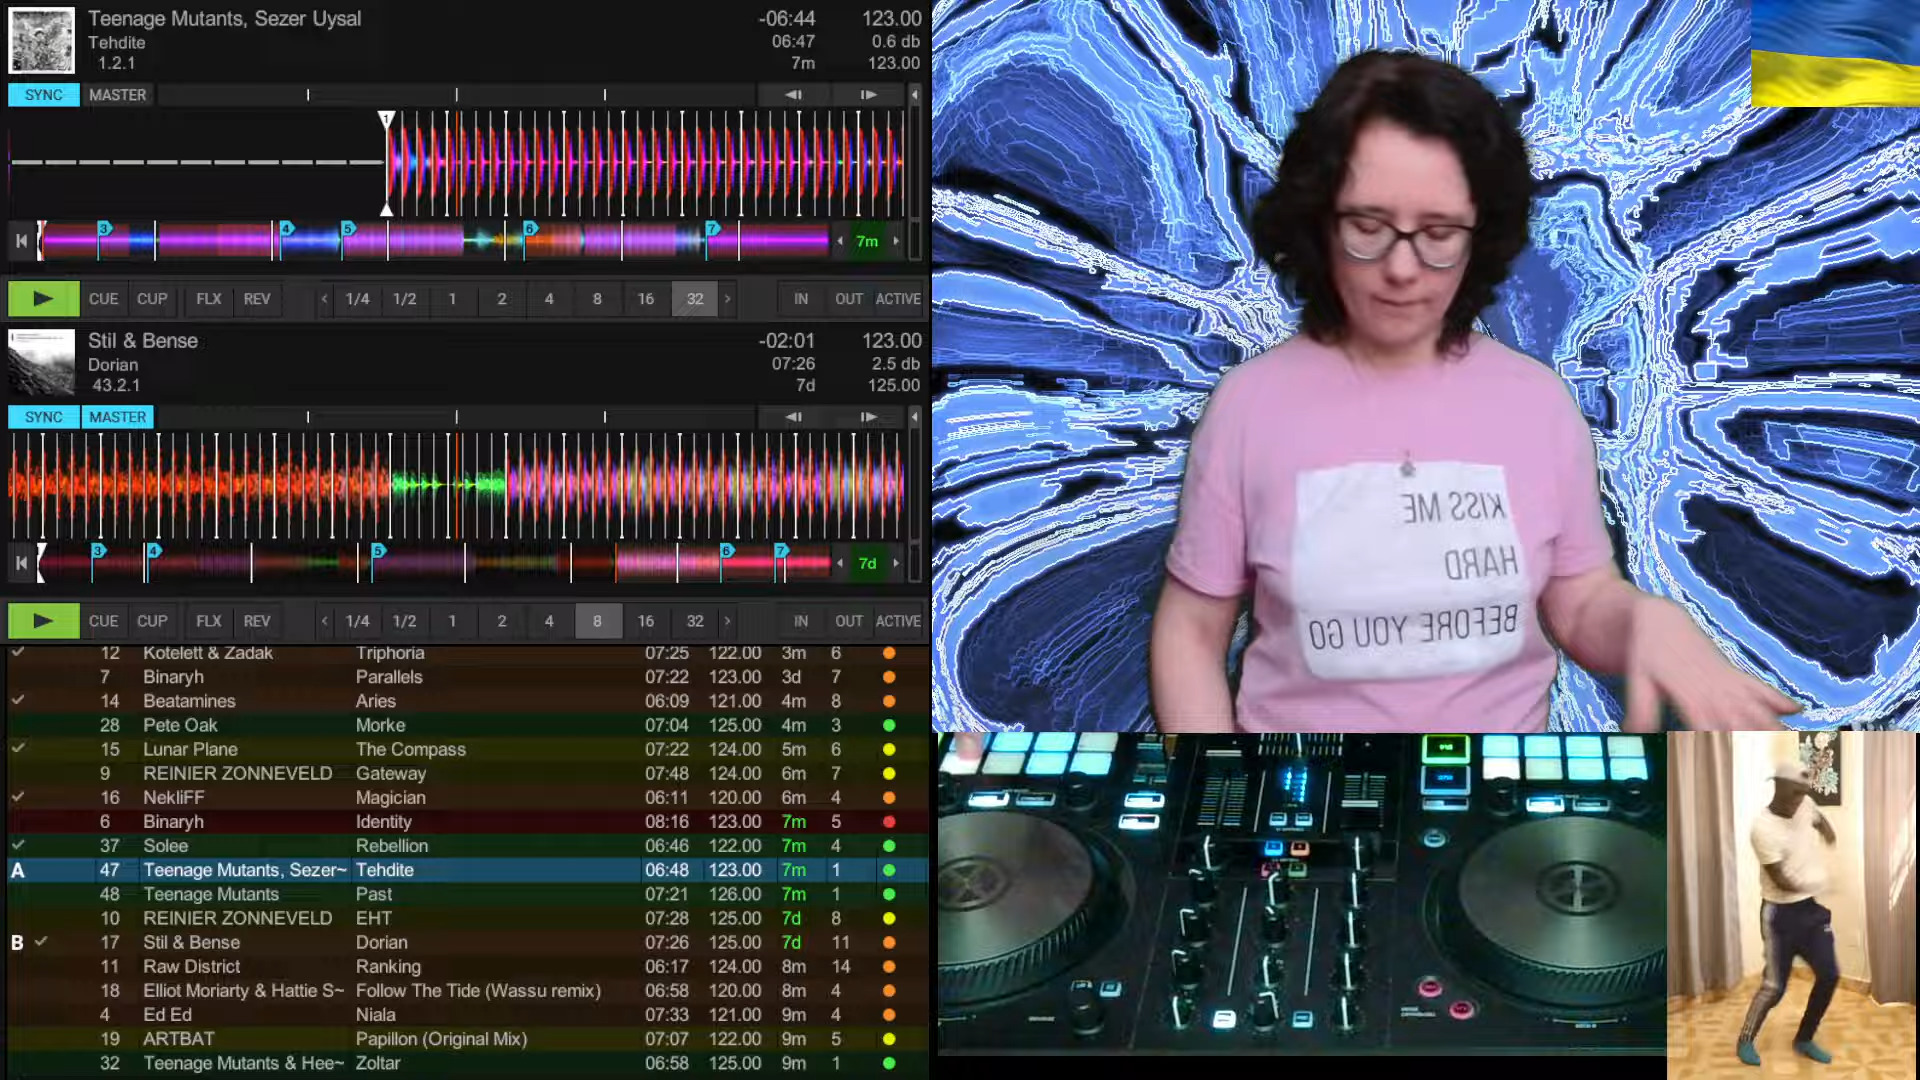 Teenage Mutants, Sezer Uysal -06:44 123.00
Tehdite 06:47 0.6 db
1.2.1 7m 123.00
SYNC MASTER
1
3 4 5 6 7 7m
CUE CUP FLX REV 1/4 1/2 1 2 4 8 16 32 IN OUT ACTIVE
Stil & Bense -02:01 123.00
Dorian 07:26 2.5 db
43.2.1 7d 125.00
SYNC MASTER
3 4 5 6 7 7d
CUE CUP FLX REV 1/4 1/2 1 2 4 8 16 32 IN OUT ACTIVE
12 Kotelett & Zadak Triphoria 07:25 122.00 3m 6
7 Binaryh Parallels 07:22 123.00 3d 7
14 Beatamines Aries 06:09 121.00 4m 8
28 Pete Oak Morke 07:04 125.00 4m 3
15 Lunar Plane The Compass 07:22 124.00 5m 6
9 REINIER ZONNEVELD Gateway 07:48 124.00 6m 7
16 NekliFF Magician 06:11 120.00 6m 4
6 Binaryh Identity 08:16 123.00 7m 5
37 Solee Rebellion 06:46 122.00 7m 4
A 47 Teenage Mutants, Sezer~ Tehdite 06:48 123.00 7m 1
48 Teenage Mutants Past 07:21 126.00 7m 1
10 REINIER ZONNEVELD EHT 07:28 125.00 7d 8
B 17 Stil & Bense Dorian 07:26 125.00 7d 11
11 Raw District Ranking 06:17 124.00 8m 14
18 Elliot Moriarty & Hattie S~ Follow The Tide (Wassu remix) 06:58 120.00 8m 4
4 Ed Ed Niala 07:33 121.00 9m 4
19 ARTBAT Papillon (Original Mix) 07:07 122.00 9m 5
32 Teenage Mutants & Hee~ Zoltar 06:58 125.00 9m 1
KISS ME
HARD
BEFORE YOU GO